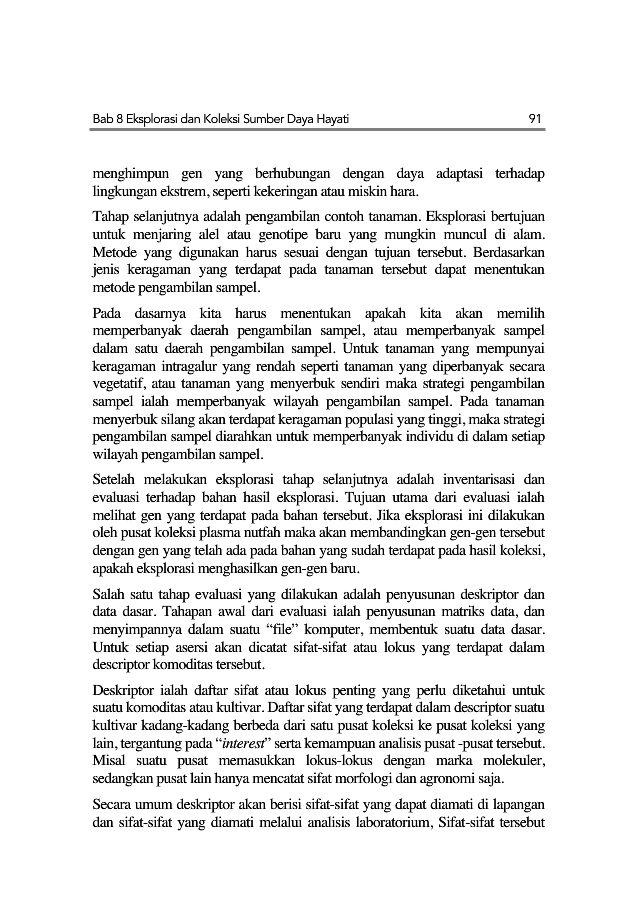 Bab 8 Eksplorasi dan Koleksi Sumber Daya Hayati 91
menghimpun gen yang berhubungan dengan daya adaptasi terhadap
lingkungan ekstrem, seperti kekeringan atau miskin hara.
Tahap selanjutnya adalah pengambilan contoh tanaman. Eksplorasi bertujuan
untuk menjaring alel atau genotipe baru yang mungkin muncul di alam.
Metode yang digunakan harus sesuai dengan tujuan tersebut. Berdasarkan
jenis keragaman yang terdapat pada tanaman tersebut dapat menentukan
metode pengambilan sampel.
Pada dasarnya kita harus menentukan apakah kita akan memilih
memperbanyak daerah pengambilan sampel, atau memperbanyak sampel
dalam satu daerah pengambilan sampel. Untuk tanaman yang mempunyai
keragaman intragalur yang rendah seperti tanaman yang diperbanyak secara
vegetatif, atau tanaman yang menyerbuk sendiri maka strategi pengambilan
sampel ialah memperbanyak wilayah pengambilan sampel. Pada tanaman
menyerbuk silang akan terdapat keragaman populasi yang tinggi, maka strategi
pengambilan sampel diarahkan untuk memperbanyak individu di dalam setiap
wilayah pengambilan sampel.
Setelah melakukan eksplorasi tahap selanjutnya adalah inventarisasi dan
evaluasi terhadap bahan hasil eksplorasi. Tujuan utama dari evaluasi ialah
melihat gen yang terdapat pada bahan tersebut. Jika eksplorasi ini dilakukan
oleh pusat koleksi plasma nutfah maka akan membandingkan gen-gen tersebut
dengan gen yang telah ada pada bahan yang sudah terdapat pada hasil koleksi,
apakah eksplorasi menghasilkan gen-gen baru.
Salah satu tahap evaluasi yang dilakukan adalah penyusunan deskriptor dan
data dasar. Tahapan awal dari evaluasi ialah penyusunan matriks data, dan
menyimpannya dalam suatu “file” komputer, membentuk suatu data dasar.
Untuk setiap asersi akan dicatat sifat-sifat atau lokus yang terdapat dalam
descriptor komoditas tersebut.
Deskriptor ialah daftar sifat atau lokus penting yang perlu diketahui untuk
suatu komoditas atau kultivar. Daftar sifat yang terdapat dalam descriptor suatu
kultivar kadang-kadang berbeda dari satu pusat koleksi ke pusat koleksi yang
lain, tergantung pada “interest” serta kemampuan analisis pusat -pusat tersebut.
Misal suatu pusat memasukkan lokus-lokus dengan marka molekuler,
sedangkan pusat lain hanya mencatat sifat morfologi dan agronomi saja.
Secara umum deskriptor akan berisi sifat-sifat yang dapat diamati di lapangan
dan sifat-sifat yang diamati melalui analisis laboratorium, Sifat-sifat tersebut